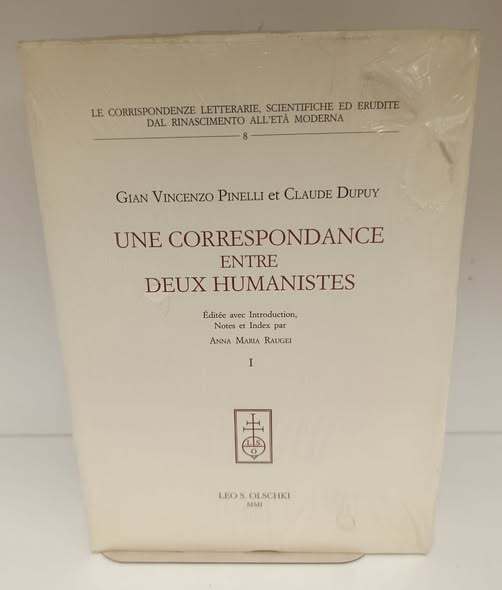 LE CORRISPONDENZE LETTERARIE, SCIENTIFICHE ED ERUDITE
DAL RINASCIMENTO ALL'ETÀ MODERNA
8
GIAN VINCENZO PINELLI et CLAUDE DUPUY
UNE CORRESPONDANCE
ENTRE
DEUX HUMANISTES
Éditée avec Introduction,
Notes et Index par
ANNA MARIA RAUGEI
I
L S
O
LEO S. OLSCHKI
MMI